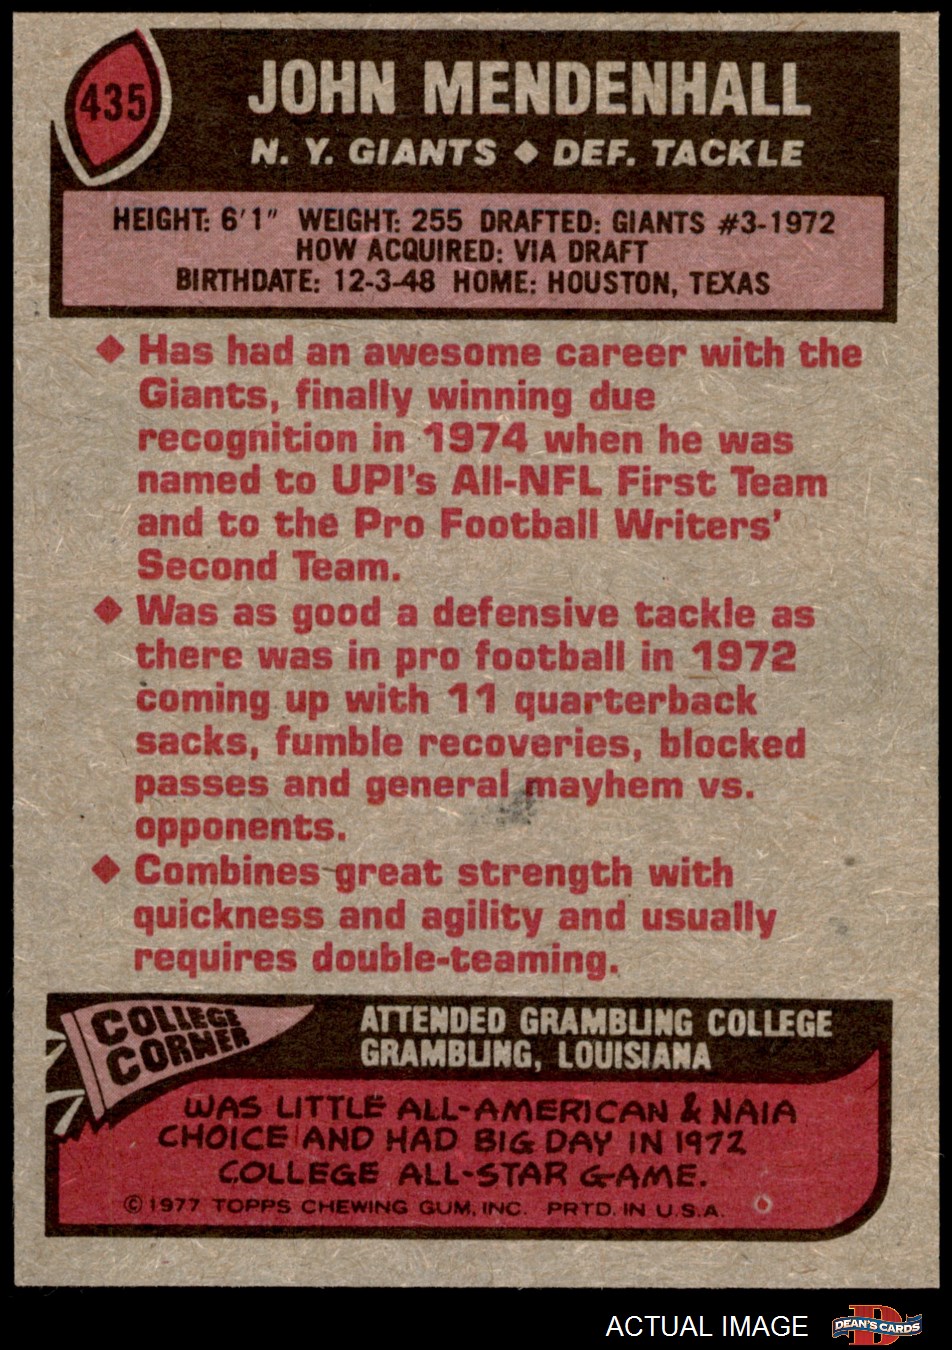 435
JOHN MENDENHALL
N. Y. GIANTS ◆ DEF. TACKLE
HEIGHT: 6'1" WEIGHT: 255 DRAFTED: GIANTS #3-1972
HOW ACQUIRED: VIA DRAFT
BIRTHDATE: 12-3-48 HOME: HOUSTON, TEXAS
◆ Has had an awesome career with the
Giants, finally winning due
recognition in 1974 when he was
named to UPI's All-NFL First Team
and to the Pro Football Writers'
Second Team.
◆ Was as good a defensive tackle as
there was in pro football in 1972
coming up with 11 quarterback
sacks, fumble recoveries, blocked
passes and general mayhem vs.
opponents.
◆ Combines great strength with
quickness and agility and usually
requires double-teaming.
COLLEGE
CORNER
ATTENDED GRAMBLING COLLEGE
GRAMBLING, LOUISIANA
WAS LITTLE ALL-AMERICAN & NAIA
CHOICE AND HAD BIG DAY IN 1972
COLLEGE ALL-STAR GAME.
© 1977 TOPPS CHEWING GUM, INC. PRTD. IN U.S.A.
ACTUAL IMAGE
D
DEAN'S CARDS